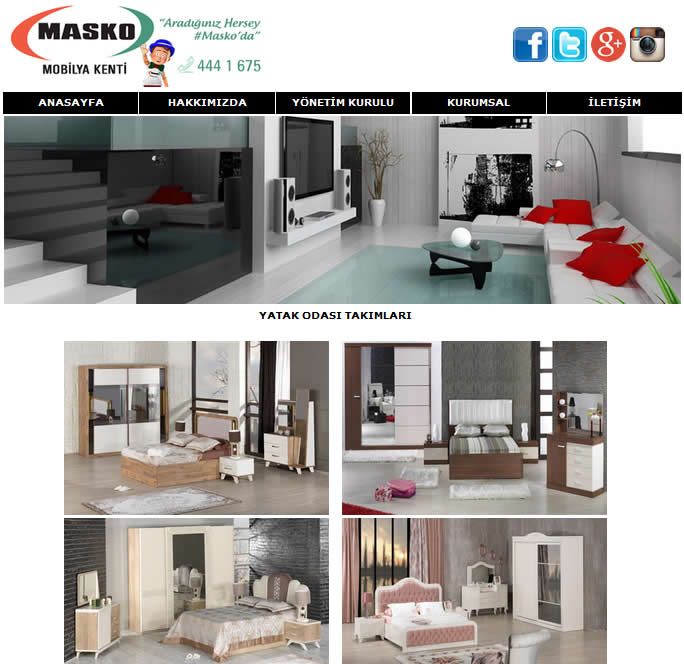 MASKO
MOBİLYA KENTİ
"Aradığınız Hersey
#Masko'da"
444 1 675
ANASAYFA
HAKKIMIZDA
YÖNETİM KURULU
KURUMSAL
İLETİŞİM
YATAK ODASI TAKIMLARI